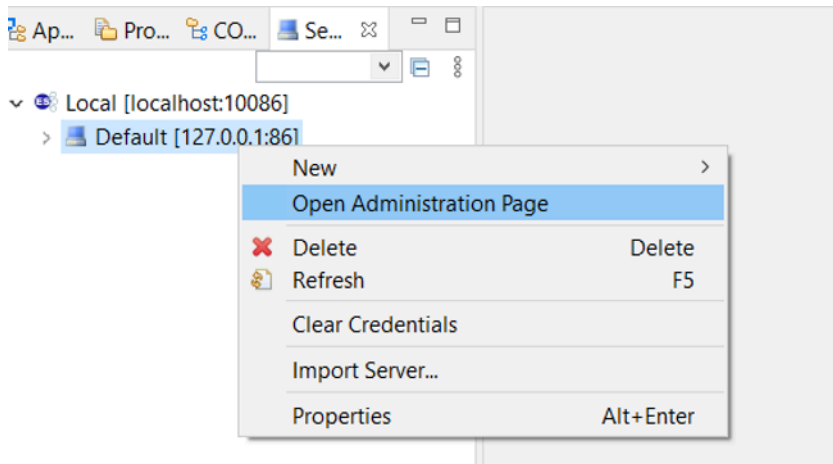 Ap... Pro... CO... Se...
Local [localhost:10086]
Default [127.0.0.1:86]
New
Open Administration Page
Delete Delete
Refresh F5
Clear Credentials
Import Server...
Properties Alt+Enter